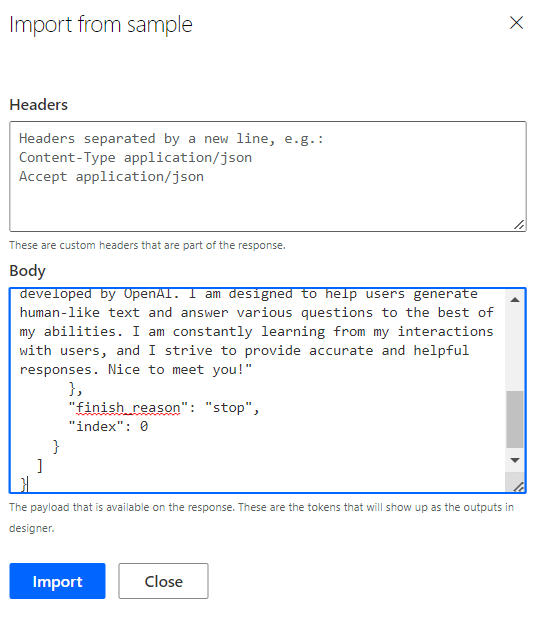 Import from sample
Headers
Headers separated by a new line, e.g.:
Content-Type application/json
Accept application/json
These are custom headers that are part of the response.
Body
developed by OpenAI. I am designed to help users generate
human-like text and answer various questions to the best of
my abilities. I am constantly learning from my interactions
with users, and I strive to provide accurate and helpful
responses. Nice to meet you!"
},
"finish_reason": "stop",
"index": 0
}
]
}
The payload that is available on the response. These are the tokens that will show up as the outputs in
designer.
Import
Close